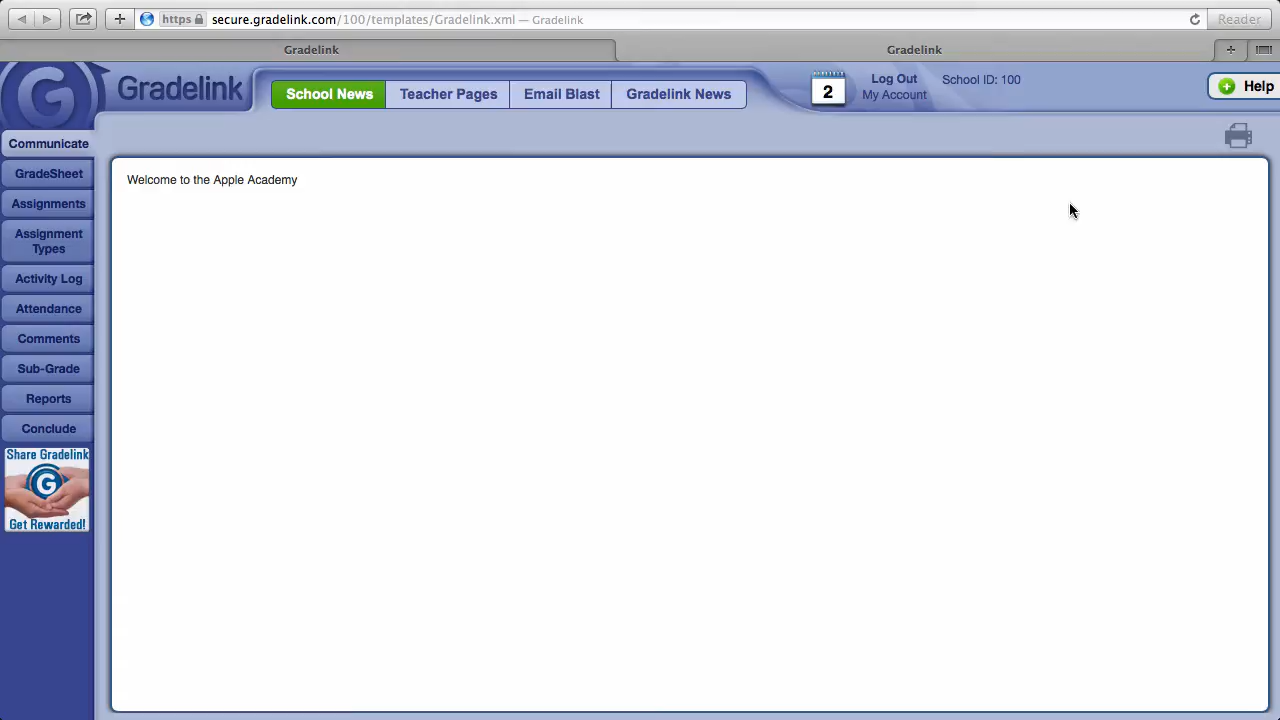 https secure.gradelink.com/100/templates/Gradelink.xml — Gradelink Reader
Gradelink Gradelink
G Gradelink School News Teacher Pages Email Blast Gradelink News 2 Log Out School ID: 100 Help
My Account
Communicate
Welcome to the Apple Academy
GradeSheet
Assignments
Assignment
Types
Activity Log
Attendance
Comments
Sub-Grade
Reports
Conclude
Share Gradelink
G
Get Rewarded!